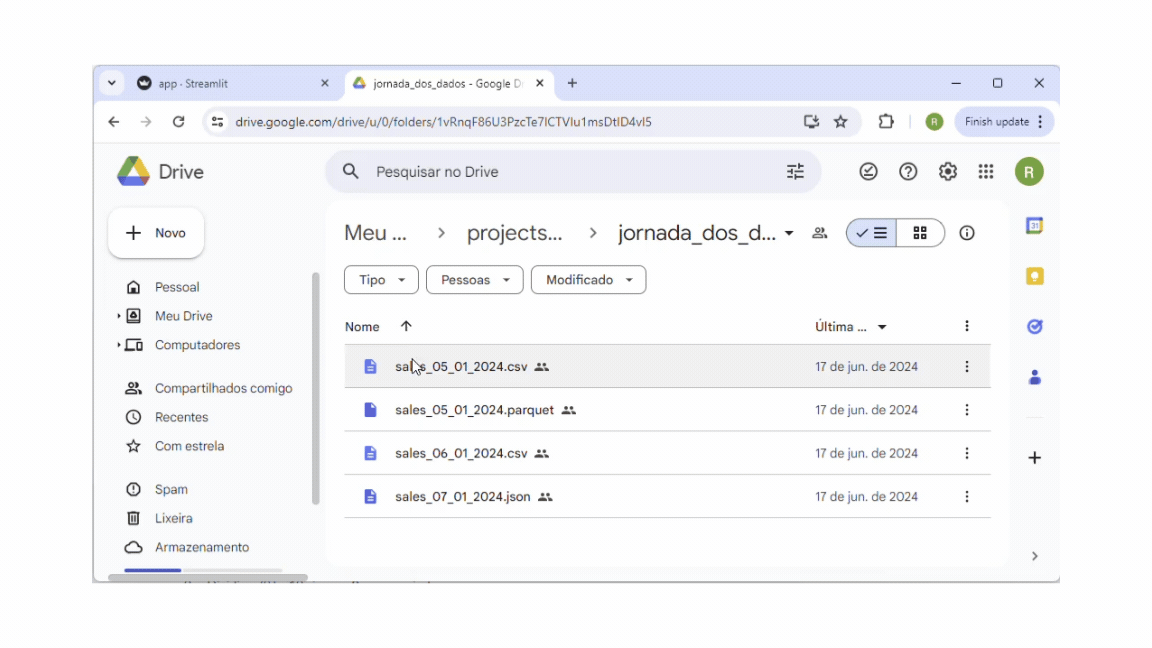 app · Streamlit
jornada_dos_dados - Google D
drive.google.com/drive/u/0/folders/1vRnqF86U3PzcTe7lCTVIu1msDtID4vI5
R
Finish update
Drive
Pesquisar no Drive
R
Novo
Meu ...
projects...
jornada_dos_d...
31
Tipo
Pessoas
Modificado
Pessoal
Meu Drive
Computadores
Compartilhados comigo
Recentes
Com estrela
Spam
Lixeira
Armazenamento
Nome
Última ...
sales_05_01_2024.csv
17 de jun. de 2024
sales_05_01_2024.parquet
17 de jun. de 2024
sales_06_01_2024.csv
17 de jun. de 2024
sales_07_01_2024.json
17 de jun. de 2024